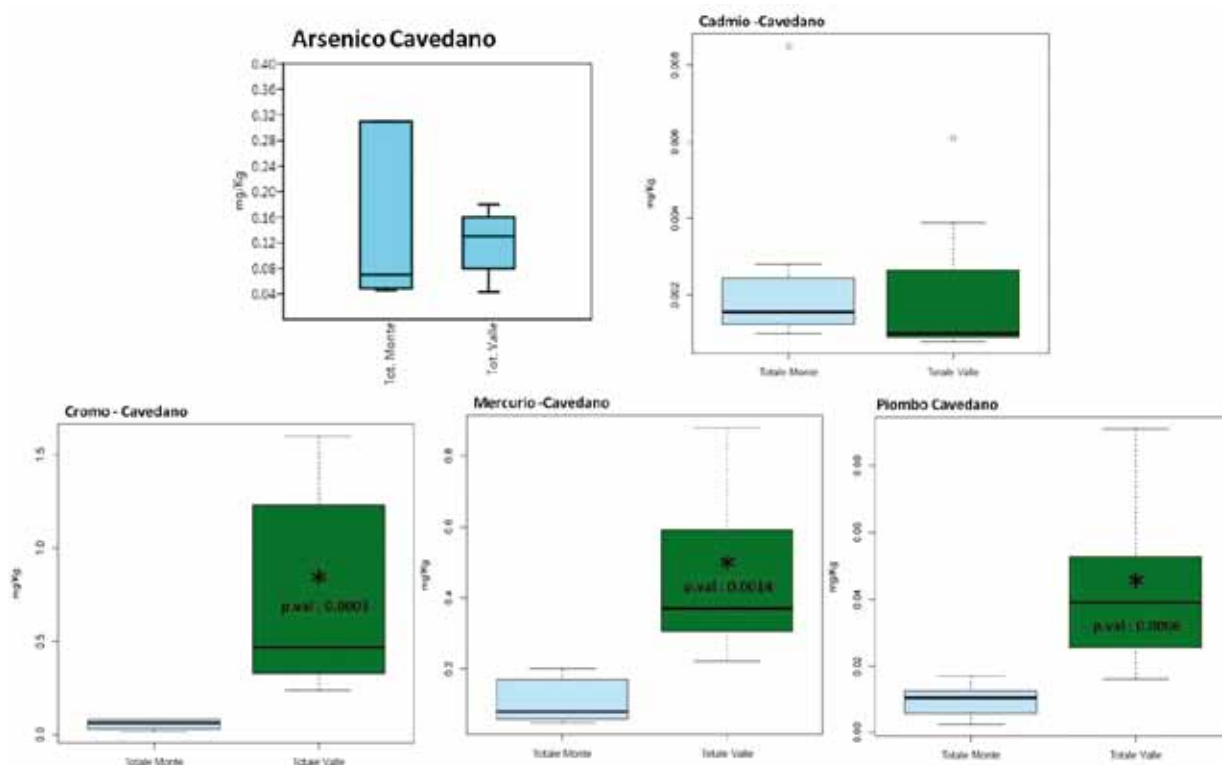 Arsenico Cavedano
0.40
0.36
0.32
0.28
0.24
0.20
0.16
0.12
0.08
0.04
mg/Kg
Tot. Monte
Tot. Valle
Cadmio -Cavedano
0.008
0.006
0.004
0.002
mg/Kg
Totale Monte
Totale Valle
Cromo - Cavedano
1.5
1.0
0.5
0.0
mg/Kg
*
p.val : 0.0003
Totale Monte
Totale Valle
Mercurio -Cavedano
0.8
0.6
0.4
0.2
mg/Kg
*
p.val : 0.0014
Totale Monte
Totale Valle
Piombo Cavedano
0.04
0.02
0.00
mg/Kg
*
p.val : 0.0006
Totale Monte
Totale Valle